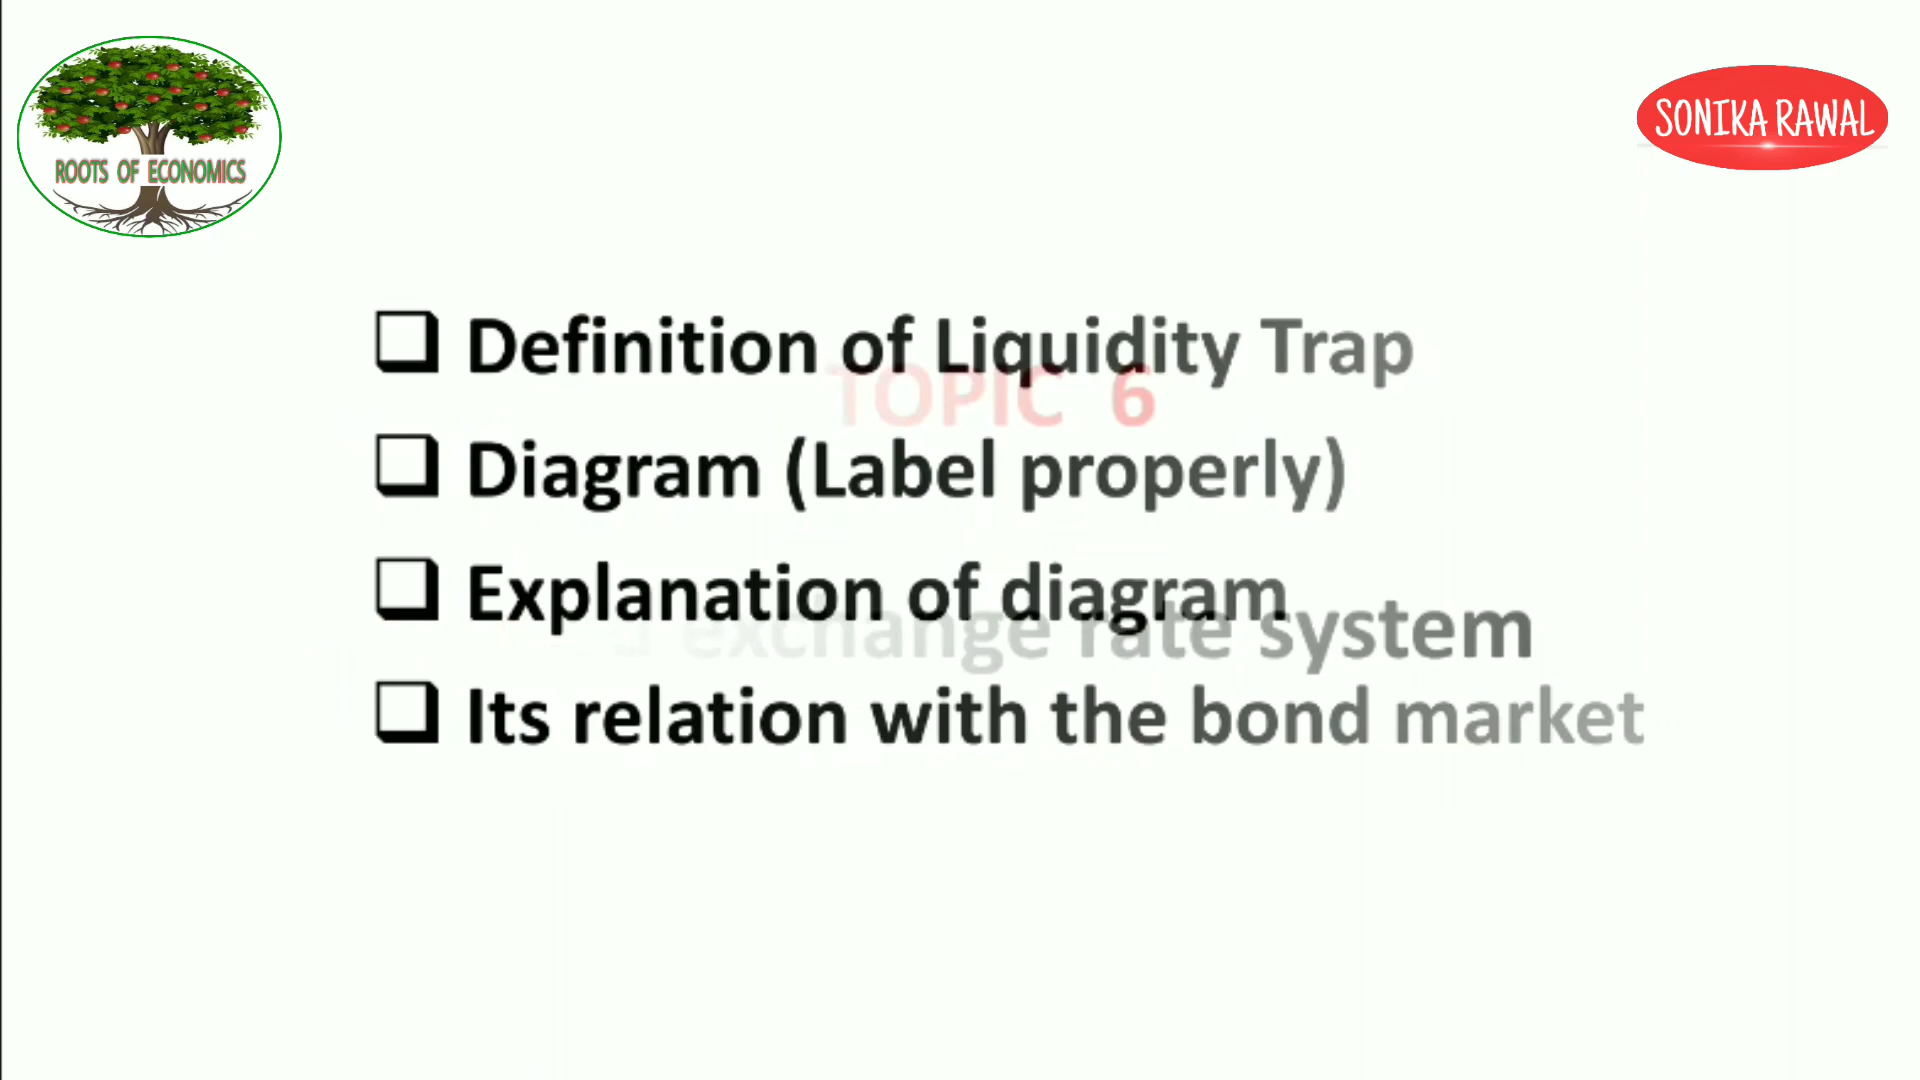 ROOTS OF ECONOMICS
SONIKA RAWAL
Definition of Liquidity Trap
TOPIC 6
Diagram (Label properly)
Explanation of diagram
exchange rate system
Its relation with the bond market